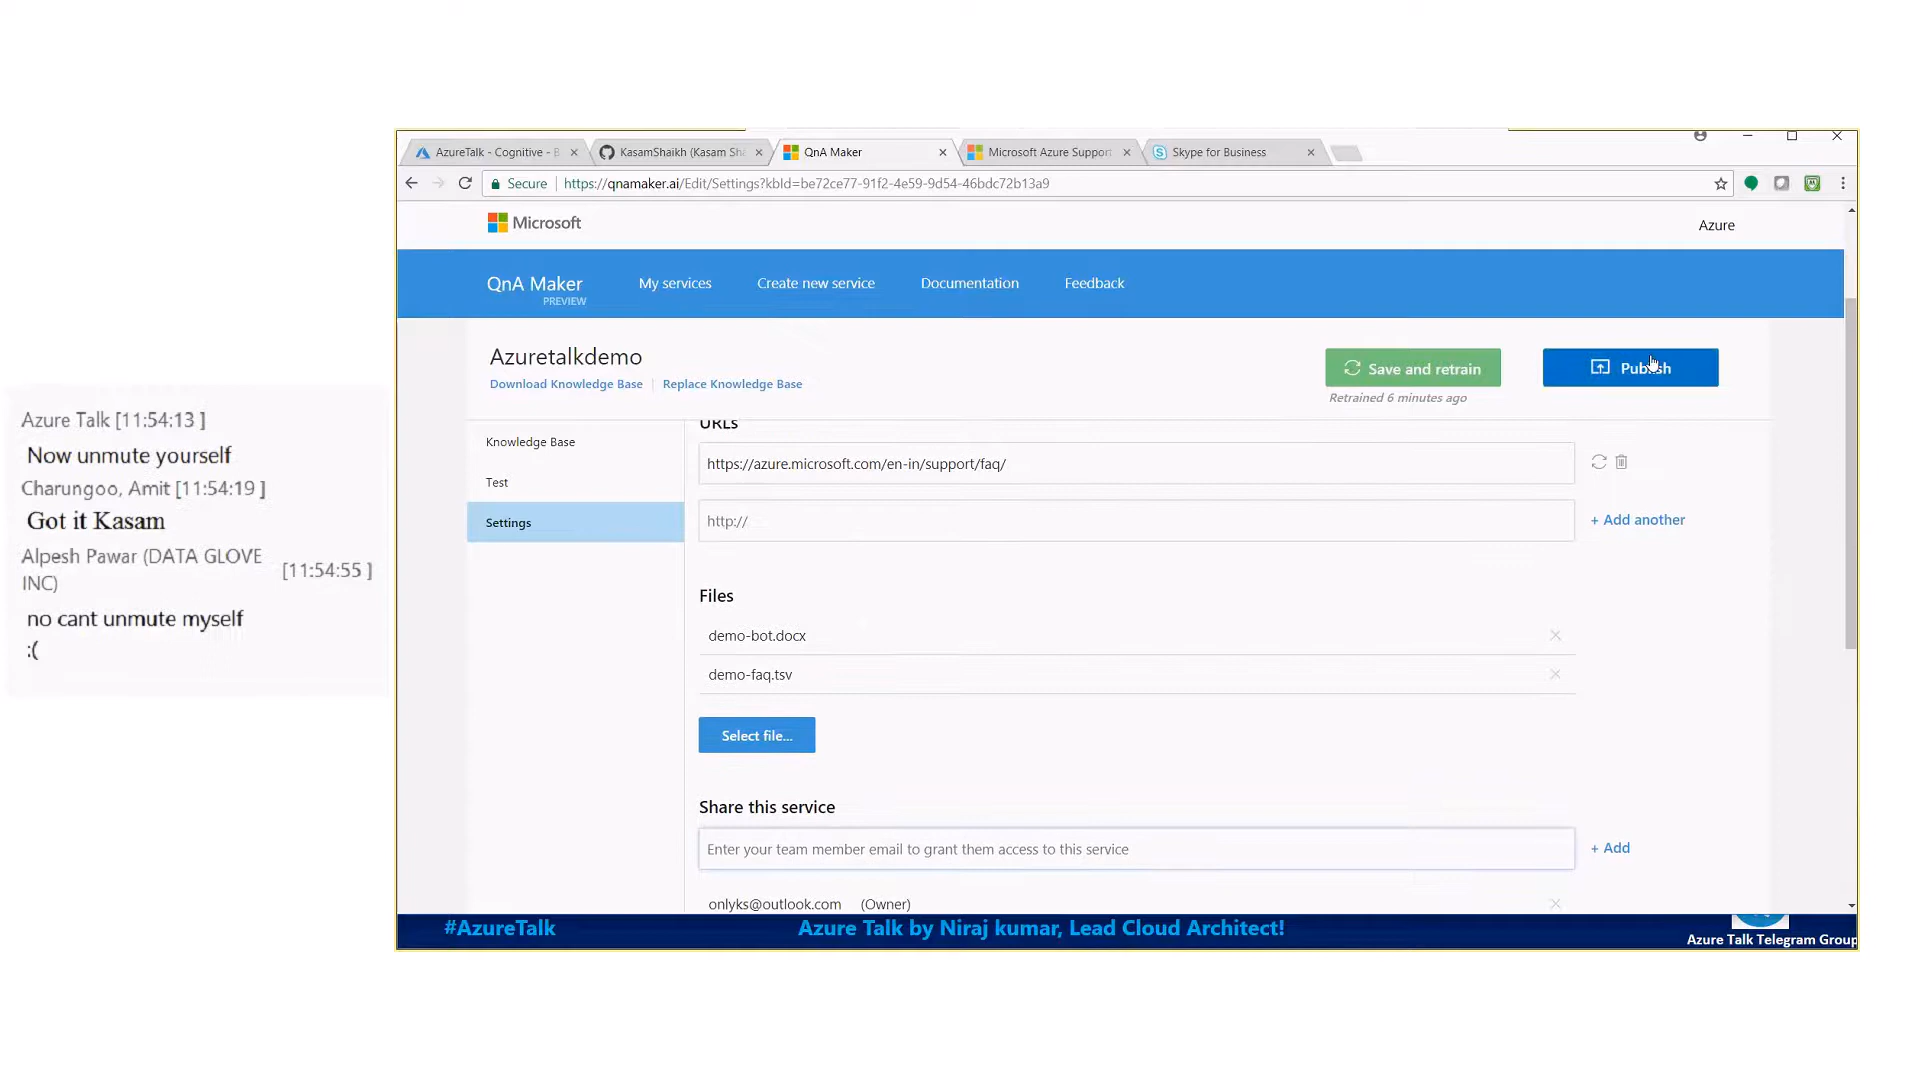 AzureTalk - Cognitive - B
KasamShaikh (Kasam Sha
QnA Maker
Microsoft Azure Support
Skype for Business
Secure
https://qnamaker.ai/Edit/Settings?kbId=be72ce77-91f2-4e59-9d54-46bdc72b13a9
Microsoft
Azure
QnA Maker
PREVIEW
My services
Create new service
Documentation
Feedback
Azuretalkdemo
Download Knowledge Base
Replace Knowledge Base
Save and retrain
Publish
Retrained 6 minutes ago
Azure Talk [11:54:13 ]
Now unmute yourself
Charungoo, Amit [11:54:19 ]
Got it Kasam
Alpesh Pawar (DATA GLOVE
INC)
[11:54:55 ]
no cant unmute myself
:(
Knowledge Base
Test
Settings
URLs
https://azure.microsoft.com/en-in/support/faq/
http://
+ Add another
Files
demo-bot.docx
demo-faq.tsv
Select file...
Share this service
Enter your team member email to grant them access to this service
+ Add
onlyks@outlook.com (Owner)
#AzureTalk
Azure Talk by Niraj kumar, Lead Cloud Architect!
Azure Talk Telegram Group